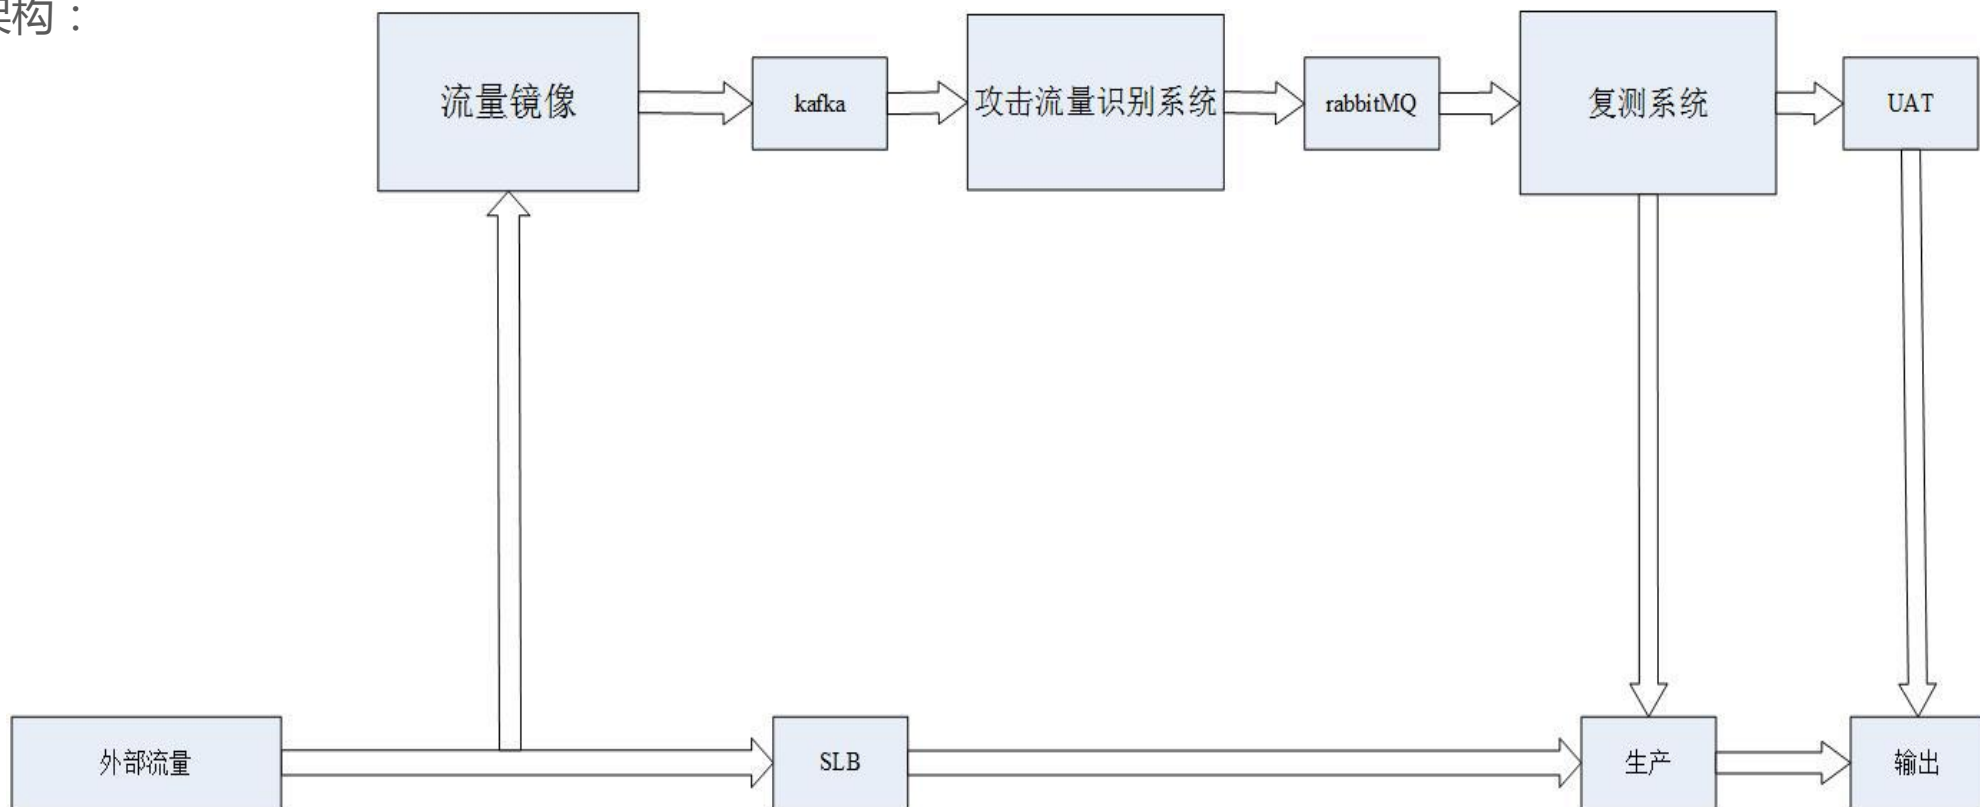 架构：
流量镜像
kafka
攻击流量识别系统
rabbitMQ
复测系统
UAT
外部流量
SLB
生产
输出